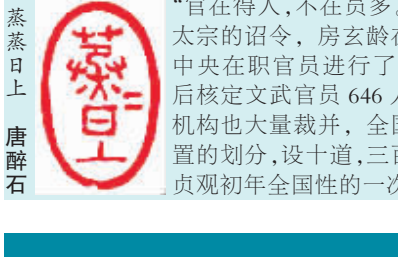 蒸蒸日上 唐醉石
蒸=日上
“官在得人,不在员多。
太宗的诏令，房玄龄在
中央在职官员进行了
后核定文武官员 646 人
机构也大量裁并，全国
置的划分,设十道,三百
贞观初年全国性的一次